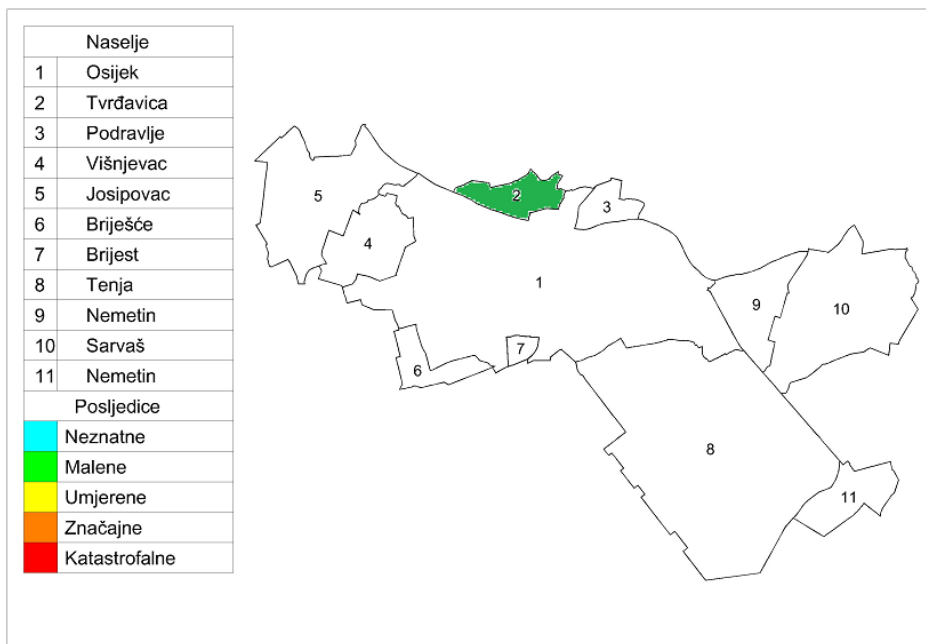 Naselje
1 Osijek
2 Tvrđavica
3 Podravlje
4 Višnjevac
5 Josipovac
6 Briješće
7 Brijest
8 Tenja
9 Nemetin
10 Sarvaš
11 Nemetin
Posljedice
Neznatne
Malene
Umjerene
Značajne
Katastrofalne
5
2
3
4
1
9
10
7
6
8
11